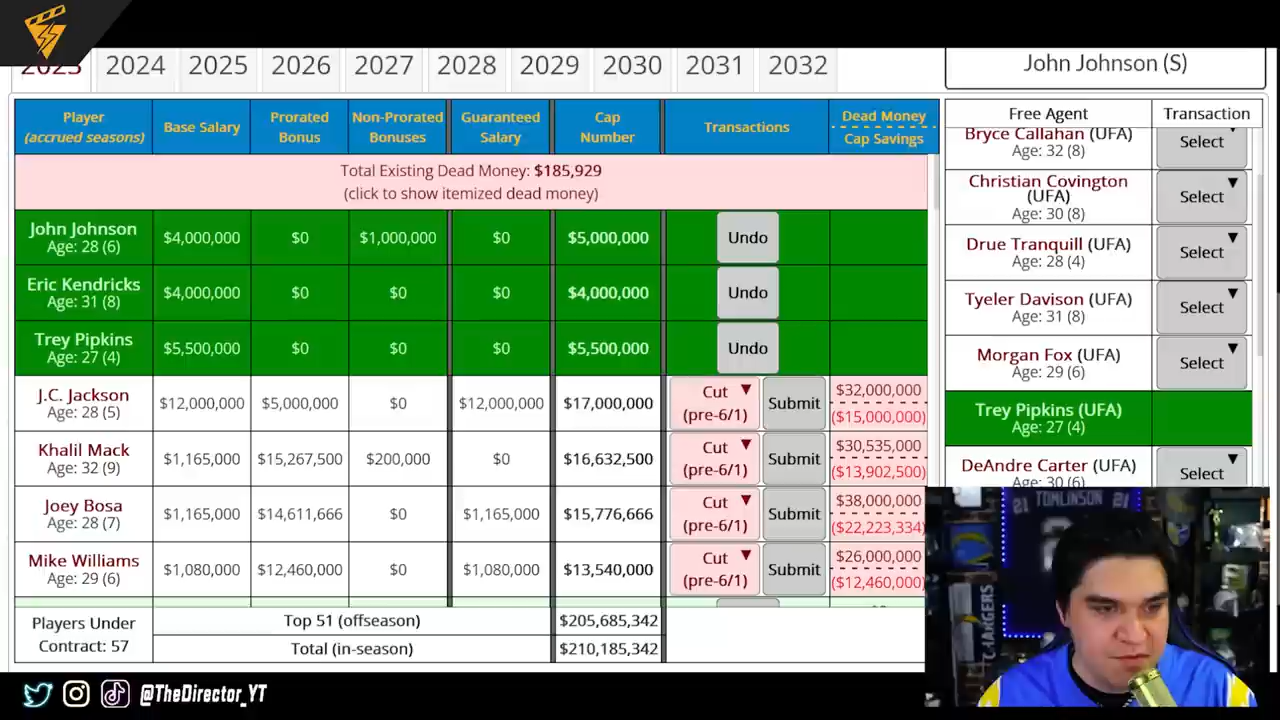 2023 2024 2025 2026 2027 2028 2029 2030 2031 2032
John Johnson (S)
Player
(accrued seasons)
Base Salary
Prorated
Bonus
Non-Prorated
Bonuses
Guaranteed
Salary
Cap
Number
Transactions
Dead Money
Cap Savings
Free Agent
Transaction
Total Existing Dead Money: $185,929
(click to show itemized dead money)
John Johnson
Age: 28 (6)
$4,000,000
$0
$1,000,000
$0
$5,000,000
Undo
Eric Kendricks
Age: 31 (8)
$4,000,000
$0
$0
$0
$4,000,000
Undo
Trey Pipkins
Age: 27 (4)
$5,500,000
$0
$0
$0
$5,500,000
Undo
J.C. Jackson
Age: 28 (5)
$12,000,000
$5,000,000
$0
$12,000,000
$17,000,000
Cut
(pre-6/1)
Submit
$32,000,000
($15,000,000)
Khalil Mack
Age: 32 (9)
$1,165,000
$15,267,500
$200,000
$0
$16,632,500
Cut
(pre-6/1)
Submit
$30,535,000
($13,902,500)
Joey Bosa
Age: 28 (7)
$1,165,000
$14,611,666
$0
$1,165,000
$15,776,666
Cut
(pre-6/1)
Submit
$38,000,000
($22,223,334)
Mike Williams
Age: 29 (6)
$1,080,000
$12,460,000
$0
$1,080,000
$13,540,000
Cut
(pre-6/1)
Submit
$26,000,000
($12,460,000)
Players Under
Contract: 57
Top 51 (offseason)
$205,685,342
Total (in-season)
$210,185,342
Bryce Callahan (UFA)
Age: 32 (8)
Select
Christian Covington
(UFA)
Age: 30 (8)
Select
Drue Tranquill (UFA)
Age: 28 (4)
Select
Tyeler Davison (UFA)
Age: 31 (8)
Select
Morgan Fox (UFA)
Age: 29 (6)
Select
Trey Pipkins (UFA)
Age: 27 (4)
DeAndre Carter (UFA)
Age: 30 (6)
Select
21 TOMLINSON 21
CHARGERS
@TheDirector_YT